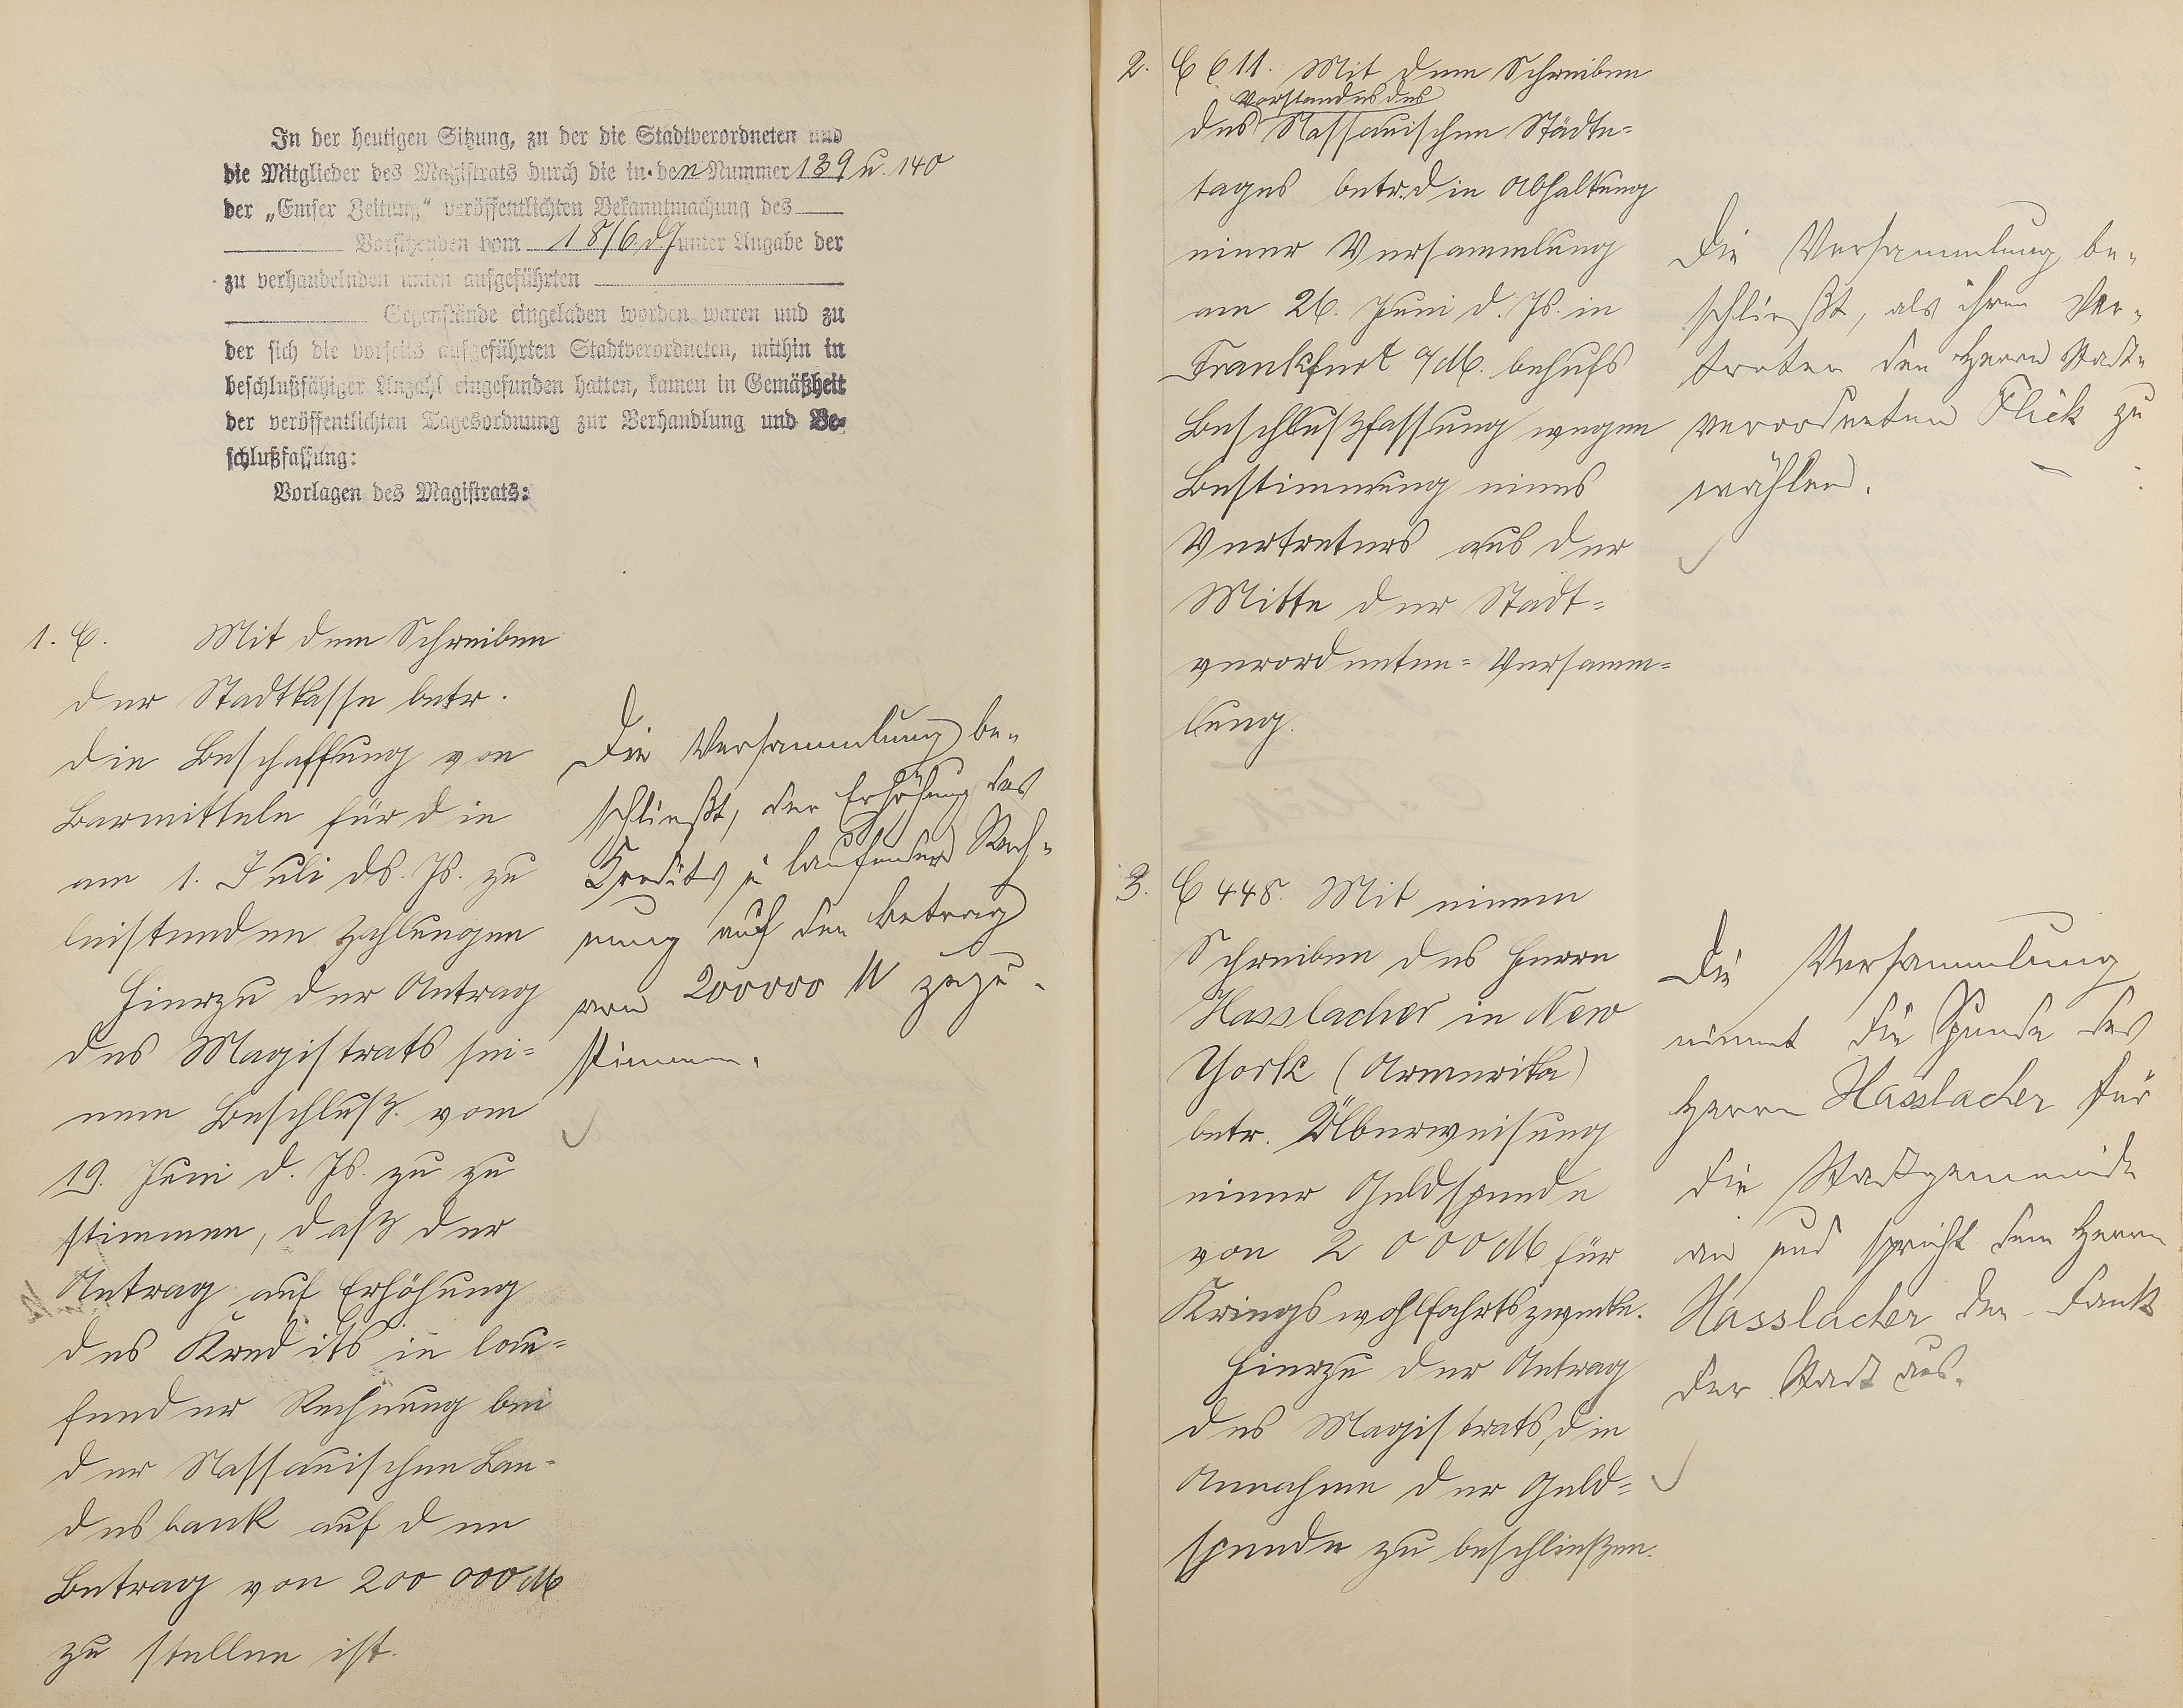 In der heutigen Sitzung, zu der die Stadtverordneten und
die Mitglieder des Magistrats durch die in den Nummer 139 u. 140
der „Emser Zeitung“ veröffentlichten Bekanntmachung des
Vorsitzenden vom 18/6 d J unter Angabe der
zu verhandelnden unten aufgeführten
Gegenstände eingeladen worden waren und zu
der sich die vorseits aufgeführten Stadtverordneten, mithin in
beschlußfähiger Anzahl eingefunden hatten, kamen in Gemäßheit
der veröffentlichten Tagesordnung zur Verhandlung und Be-
schlußfassung:
Vorlagen des Magistrats:
1. C. Mit dem Schreiben
der Stadtkasse betr.
die Beschaffung von
Barmitteln für die
am 1. Juli ds. Js. zu
leistenden Zahlungen
Hierzu der Antrag
des Magistrats sei=
nem Beschluß vom
19. Juni d. Js. zu zu
stimmen, daß der
Antrag auf Erhöhung
des Kredits in lau=
fender Rechnung bei
der Nassauischen Lan=
desbank auf den
Betrag von 200 000 M
zu stellen ist.
Die Versammlung be-
schließt, der Erhöhung des
Kredits in laufender Rech-
nung auf den Betrag
von 200000 M zuzu-
stimmen.
2. C 611. Mit dem Schreiben
Vorstandes des
des Nassauischen Städte=
tages betr. die Abhaltung
einer Versammlung
am 26. Juni d. Js. in
Frankfurt a/M. behufs
Beschlußfassung wegen
Bestimmung eines
Vertreters aus der
Mitte der Stadt=
verordneten=Versamm=
lung.
Die Versammlung be-
schließt, als ihren Ver-
treter den Herrn Stadt-
verordneten Flick zu
wählen.
3. C 448. Mit einem
Schreiben des Herrn
Hasslacher in New
York (Armerika)
betr. Überweisung
einer Geldspende
von 2000 M für
Kriegswohlfahrtszwecke.
Hierzu der Antrag
des Magistrats, die
Annahme der Geld=
spende zu beschließen.
Die Versammlung
nimmt die Spende des
Herrn Hasslacher für
die Stadtgemeinde
an und spricht dem Herrn
Hasslacher den Dank
der Stadt aus.